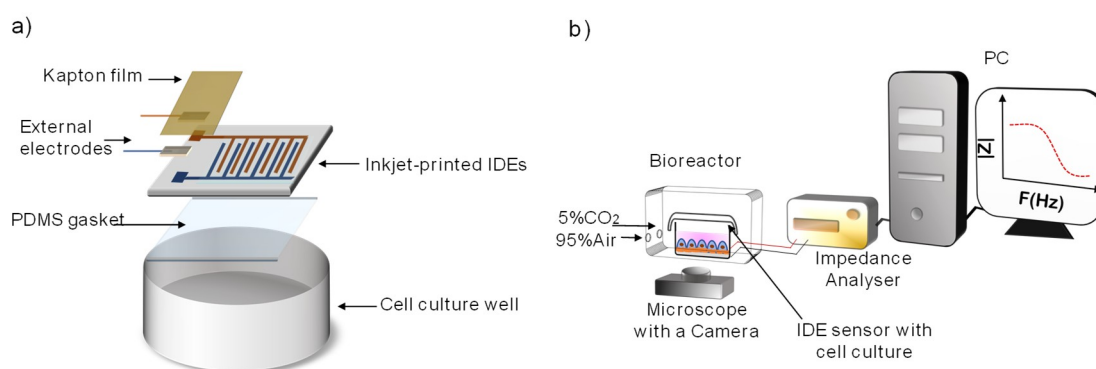 a)
Kapton film
External
electrodes
Inkjet-printed IDEs
PDMS gasket
Cell culture well
b)
PC
|Z|
F(Hz)
Bioreactor
5%CO₂
95%Air
Impedance
Analyser
Microscope
with a Camera
IDE sensor with
cell culture